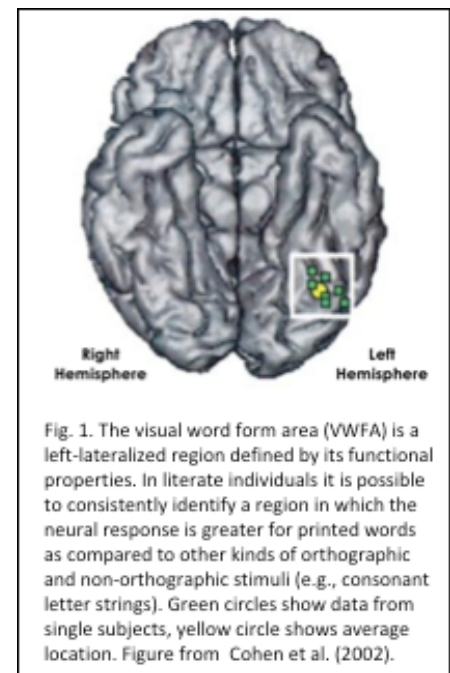 Right
Hemisphere
Left
Hemisphere
Fig. 1. The visual word form area (VWFA) is a
left-lateralized region defined by its functional
properties. In literate individuals it is possible
to consistently identify a region in which the
neural response is greater for printed words
as compared to other kinds of orthographic
and non-orthographic stimuli (e.g., consonant
letter strings). Green circles show data from
single subjects, yellow circle shows average
location. Figure from Cohen et al. (2002).